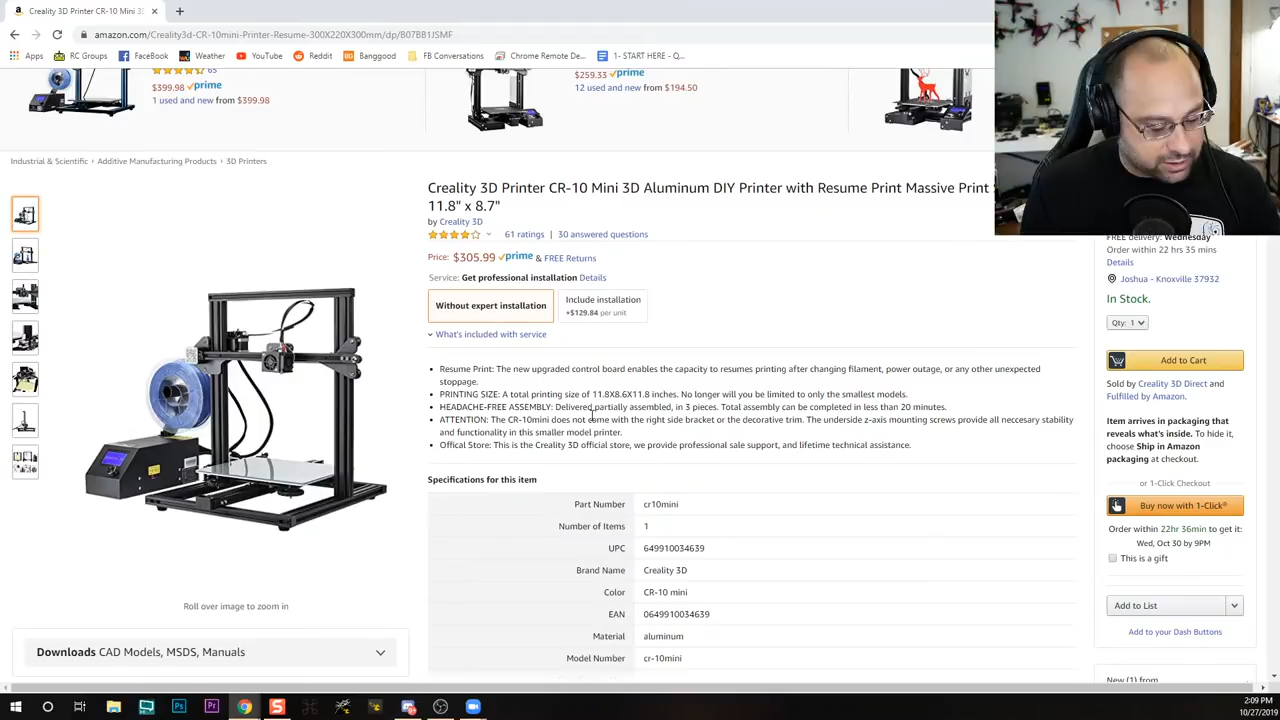 Creality 3D Printer CR-10 Mini 3
amazon.com/Creality3d-CR-10mini-Printer-Resume-300X220X300mm/dp/B07BB1JSMF
Apps RC Groups FaceBook Weather YouTube Reddit Banggood FB Conversations Chrome Remote De... 1- START HERE - Q...
65
$399.98 prime
1 used and new from $399.98
$259.33 prime
12 used and new from $194.50
Industrial & Scientific › Additive Manufacturing Products › 3D Printers
Creality 3D Printer CR-10 Mini 3D Aluminum DIY Printer with Resume Print Massive Print
11.8" x 8.7"
by Creality 3D
61 ratings | 30 answered questions
Price: $305.99 prime & FREE Returns
Service: Get professional installation Details
Without expert installation
Include installation
+$129.84 per unit
What's included with service
• Resume Print: The new upgraded control board enables the capacity to resumes printing after changing filament, power outage, or any other unexpected
stoppage.
• PRINTING SIZE: A total printing size of 11.8X8.6X11.8 inches. No longer will you be limited to only the smallest models.
• HEADACHE-FREE ASSEMBLY: Delivered partially assembled, in 3 pieces. Total assembly can be completed in less than 20 minutes.
• ATTENTION: The CR-10mini does not come with the right side bracket or the decorative trim. The underside z-axis mounting screws provide all neccesary stability
and functionality in this smaller model printer.
• Offical Store: This is the Creality 3D official store, we provide professional sale support, and lifetime technical assistance.
Specifications for this item
Part Number cr10mini
Number of Items 1
UPC 649910034639
Brand Name Creality 3D
Color CR-10 mini
EAN 0649910034639
Material aluminum
Model Number cr-10mini
Roll over image to zoom in
Downloads CAD Models, MSDS, Manuals
FREE delivery: Wednesday
Order within 22 hrs 35 mins
Details
Joshua - Knoxville 37932
In Stock.
Qty: 1
Add to Cart
Sold by Creality 3D Direct and
Fulfilled by Amazon.
Item arrives in packaging that
reveals what's inside. To hide it,
choose Ship in Amazon
packaging at checkout.
or 1-Click Checkout
Buy now with 1-Click®
Order within 22hr 36min to get it:
Wed, Oct 30 by 9PM
This is a gift
Add to List
Add to your Dash Buttons
New (1) from
2:09 PM
10/27/2019